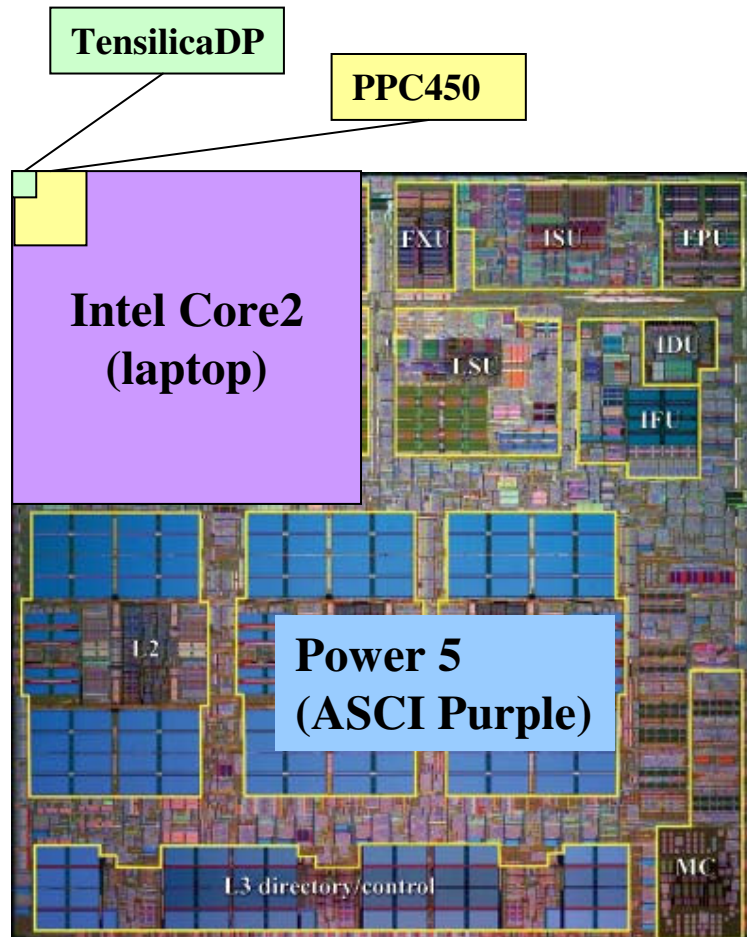 TensilicaDP
PPC450
FXU
ISU
FPU
Intel Core2
(laptop)
LSU
IDU
IFU
L2
Power 5
(ASCI Purple)
MC
L3 directory/control